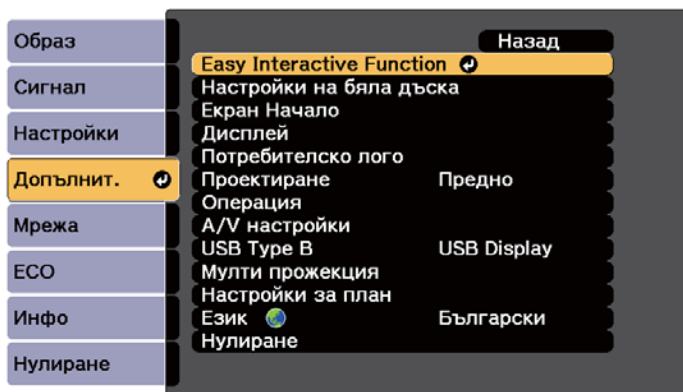 Образ
Сигнал
Настройки
Допълнит.
Мрежа
ECO
Инфо
Нулиране
Назад
Easy Interactive Function
Настройки на бяла дъска
Екран Начало
Дисплей
Потребителско лого
Проектиране Предно
Операция
A/V настройки
USB Type B USB Display
Мулти прожекция
Настройки за план
Език Български
Нулиране